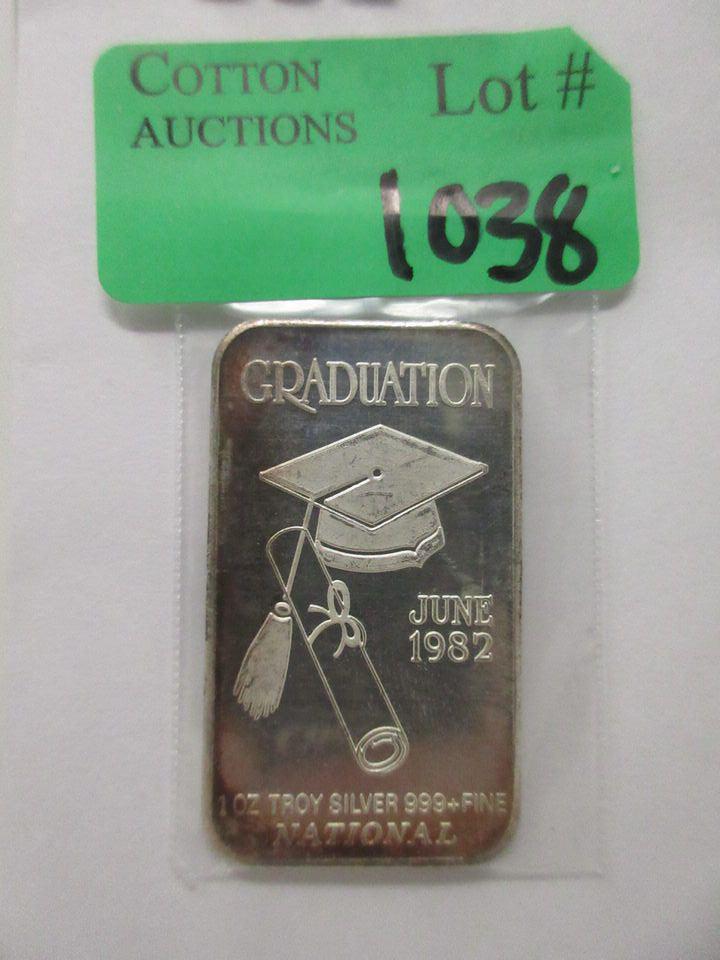 COTTON Lot #
AUCTIONS
1038
GRADUATION
JUNE
1982
1 OZ TROY SILVER 999+FINE
NATIONAL